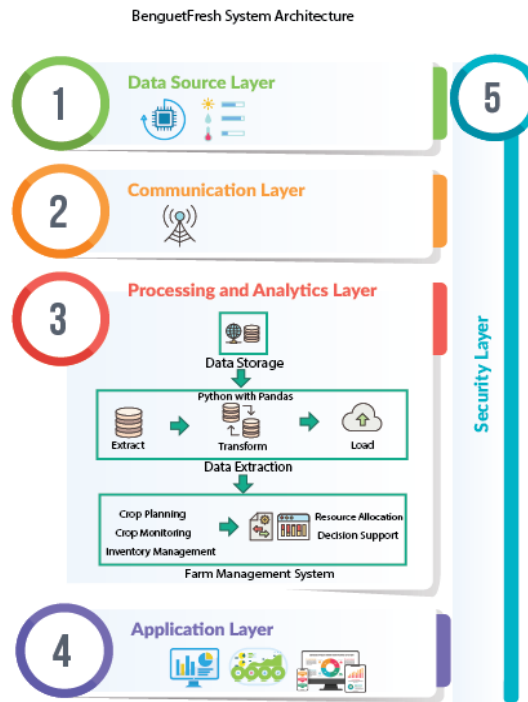 BenguetFresh System Architecture
1
Data Source Layer
5
2
Communication Layer
3
Processing and Analytics Layer
Data Storage
Python with Pandas
Extract
Transform
Load
Data Extraction
Crop Planning
Crop Monitoring
Inventory Management
Resource Allocation
Decision Support
Farm Management System
Security Layer
4
Application Layer